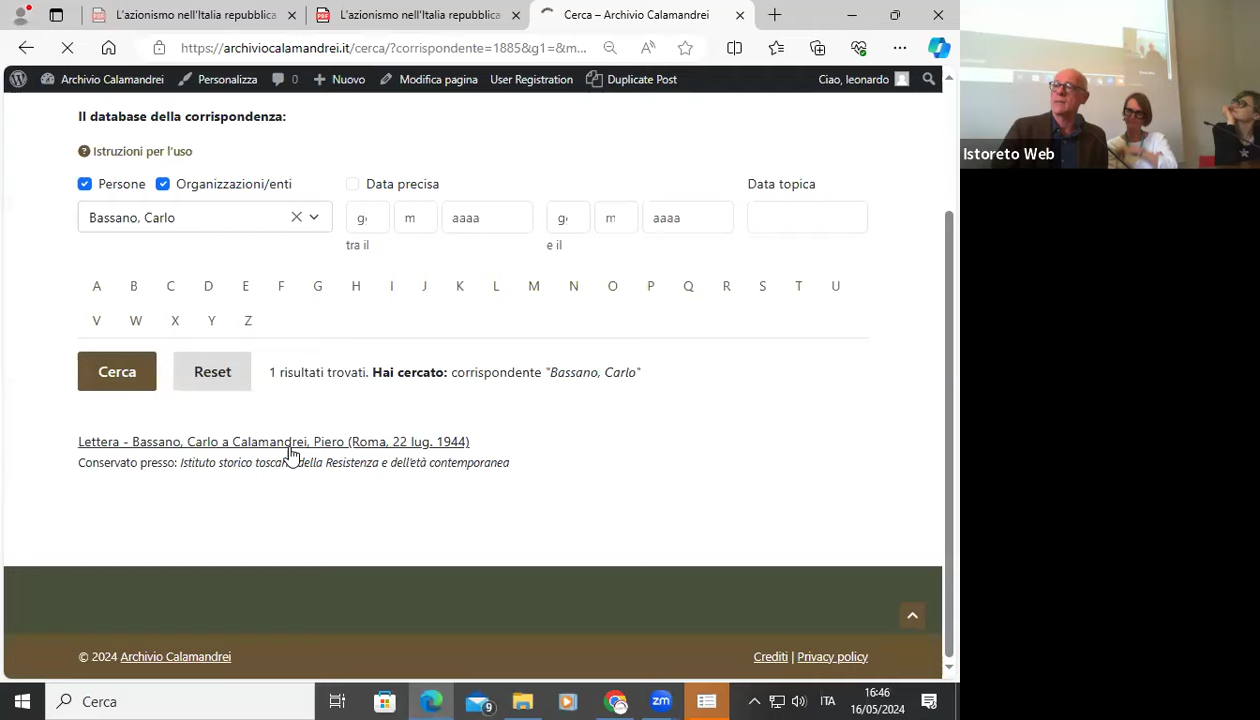 L'azionismo nell'Italia repubblica
L'azionismo nell'Italia repubblica
Cerca – Archivio Calamandrei
https://archiviocalamandrei.it/cerca/?corrispondente=1885&g1=&m...
Archivio Calamandrei
Personalizza
0
Nuovo
Modifica pagina
User Registration
Duplicate Post
Ciao, leonardo
Il database della corrispondenza:
Istruzioni per l'uso
Persone
Organizzazioni/enti
Data precisa
Data topica
Bassano, Carlo
g
m
aaaa
g
m
aaaa
tra il
e il
A B C D E F G H I J K L M N O P Q R S T U
V W X Y Z
Cerca
Reset
1 risultati trovati. Hai cercato: corrispondente "Bassano, Carlo"
Lettera - Bassano, Carlo a Calamandrei, Piero (Roma, 22 lug. 1944)
Conservato presso: Istituto storico toscano della Resistenza e dell'età contemporanea
© 2024 Archivio Calamandrei
Crediti | Privacy policy
Cerca
9
zm
ITA
16:46
16/05/2024
Istoreto Web